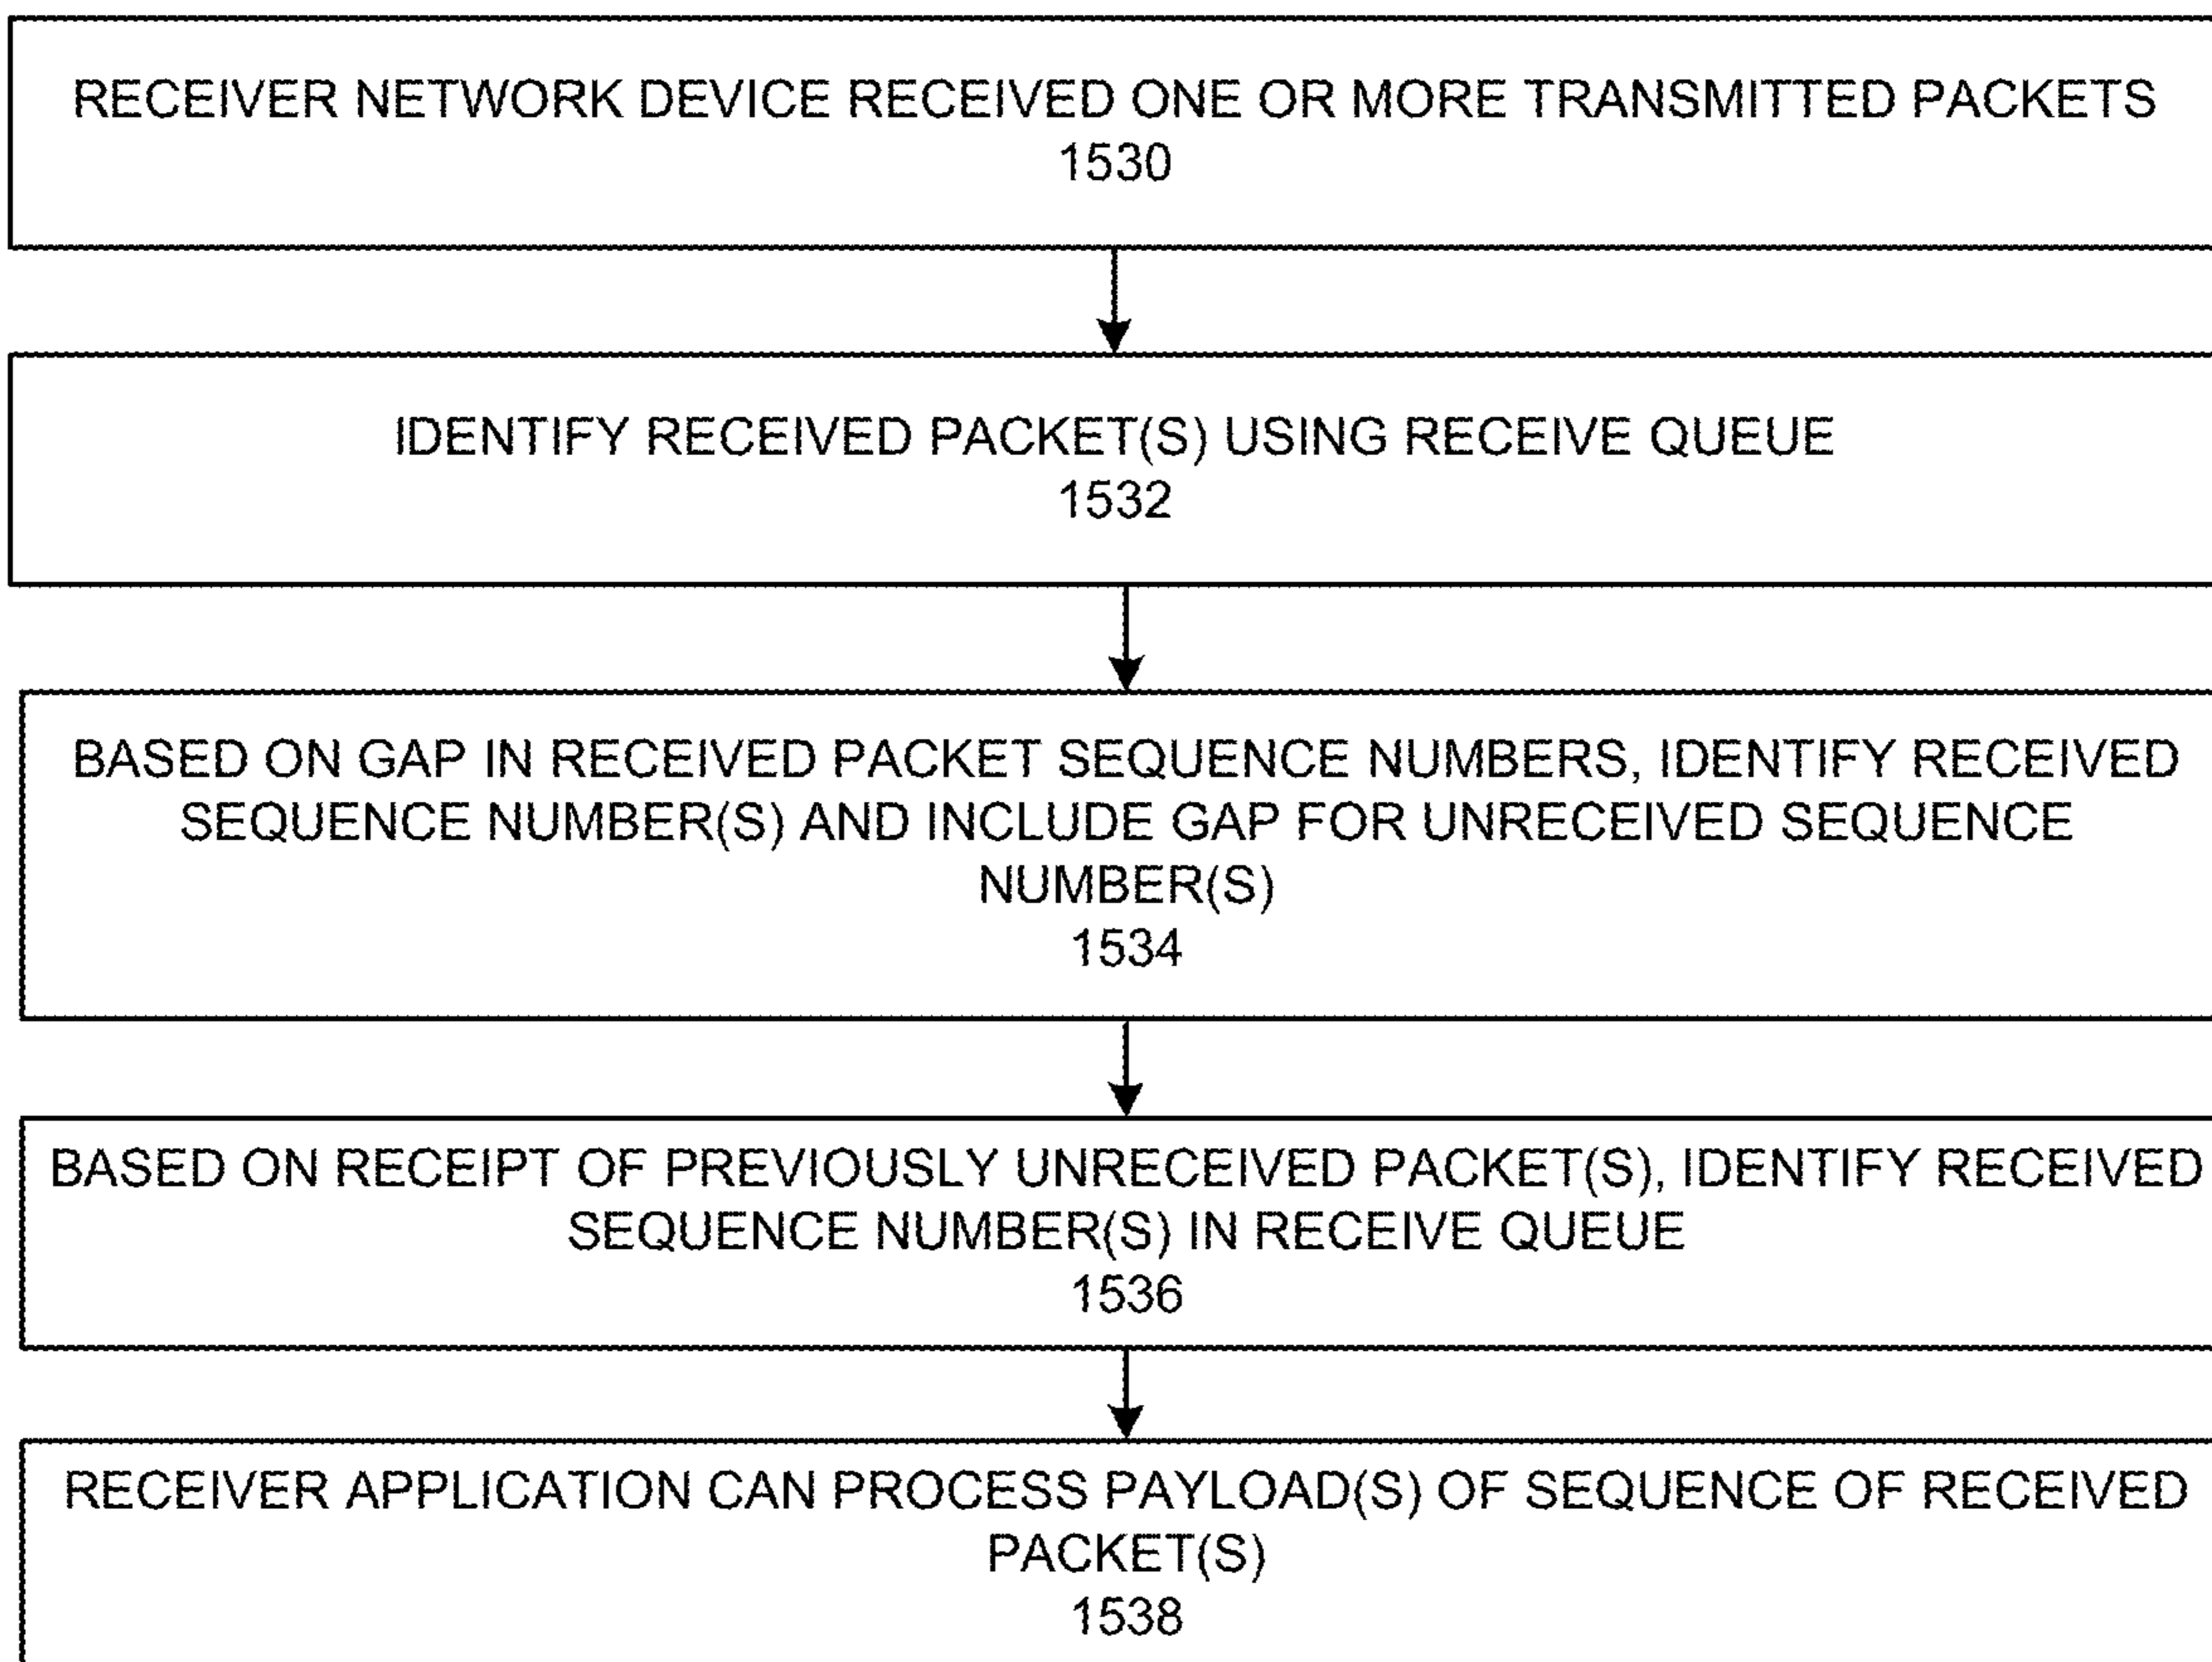 RECEIVER NETWORK DEVICE RECEIVED ONE OR MORE TRANSMITTED PACKETS
1530
IDENTIFY RECEIVED PACKET(S) USING RECEIVE QUEUE
1532
BASED ON GAP IN RECEIVED PACKET SEQUENCE NUMBERS, IDENTIFY RECEIVED
SEQUENCE NUMBER(S) AND INCLUDE GAP FOR UNRECEIVED SEQUENCE
NUMBER(S)
1534
BASED ON RECEIPT OF PREVIOUSLY UNRECEIVED PACKET(S), IDENTIFY RECEIVED
SEQUENCE NUMBER(S) IN RECEIVE QUEUE
1536
RECEIVER APPLICATION CAN PROCESS PAYLOAD(S) OF SEQUENCE OF RECEIVED
PACKET(S)
1538